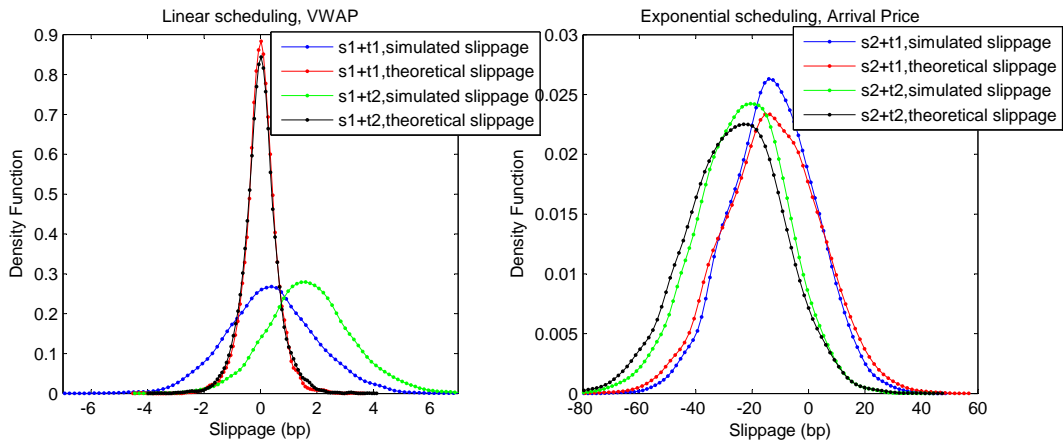 Linear scheduling, VWAP
0.9
0.8
0.7
0.6
0.5
0.4
0.3
0.2
0.1
0
Density Function
s1+t1,simulated slippage
s1+t1,theoretical slippage
s1+t2,simulated slippage
s1+t2,theoretical slippage
-6 -4 -2 0 2 4 6
Slippage (bp)
Exponential scheduling, Arrival Price
0.03
0.025
0.02
0.015
0.01
0.005
0
Density Function
s2+t1,simulated slippage
s2+t1,theoretical slippage
s2+t2,simulated slippage
s2+t2,theoretical slippage
-80 -60 -40 -20 0 20 40 60
Slippage (bp)